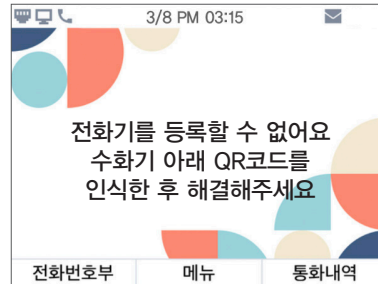 3/8 PM 03:15
전화기를 등록할 수 없어요
수화기 아래 QR코드를
인식한 후 해결해주세요
전화번호부 메뉴 통화내역